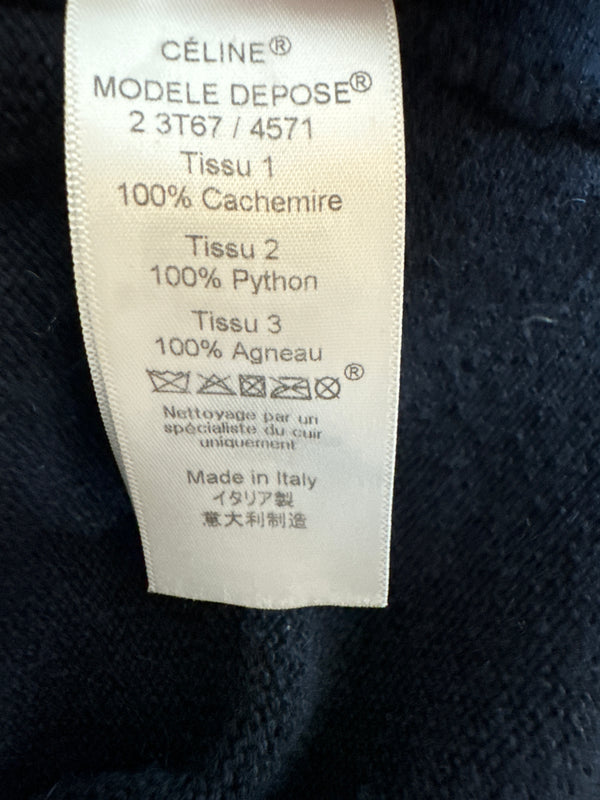 CÉLINE®
MODELE DEPOSE®
2 3T67 / 4571
Tissu 1
100% Cachemire
Tissu 2
100% Python
Tissu 3
100% Agneau
®
Nettoyage par un
spécialiste du cuir
uniquement
Made in Italy
イタリア製
意大利制造